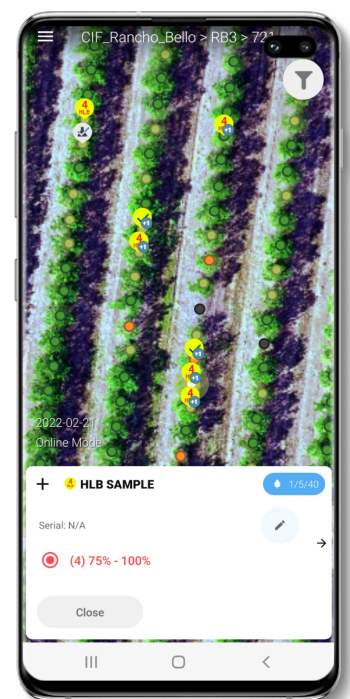 CIF_Rancho_Bello > RB3 > 721
4
HLB
4
+1
+1
4
+1
+1
4
+1
4
+1
2022-02-21
Online Mode
+ 4 HLB SAMPLE 1/5/40
Serial: N/A
(4) 75% - 100%
Close